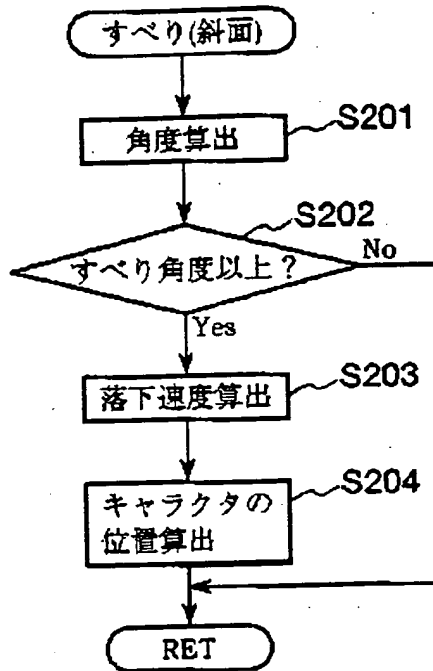 すべり(斜面)
角度算出
S201
S202
すべり角度以上?
No
Yes
落下速度算出
S203
キャラクタの
位置算出
S204
RET